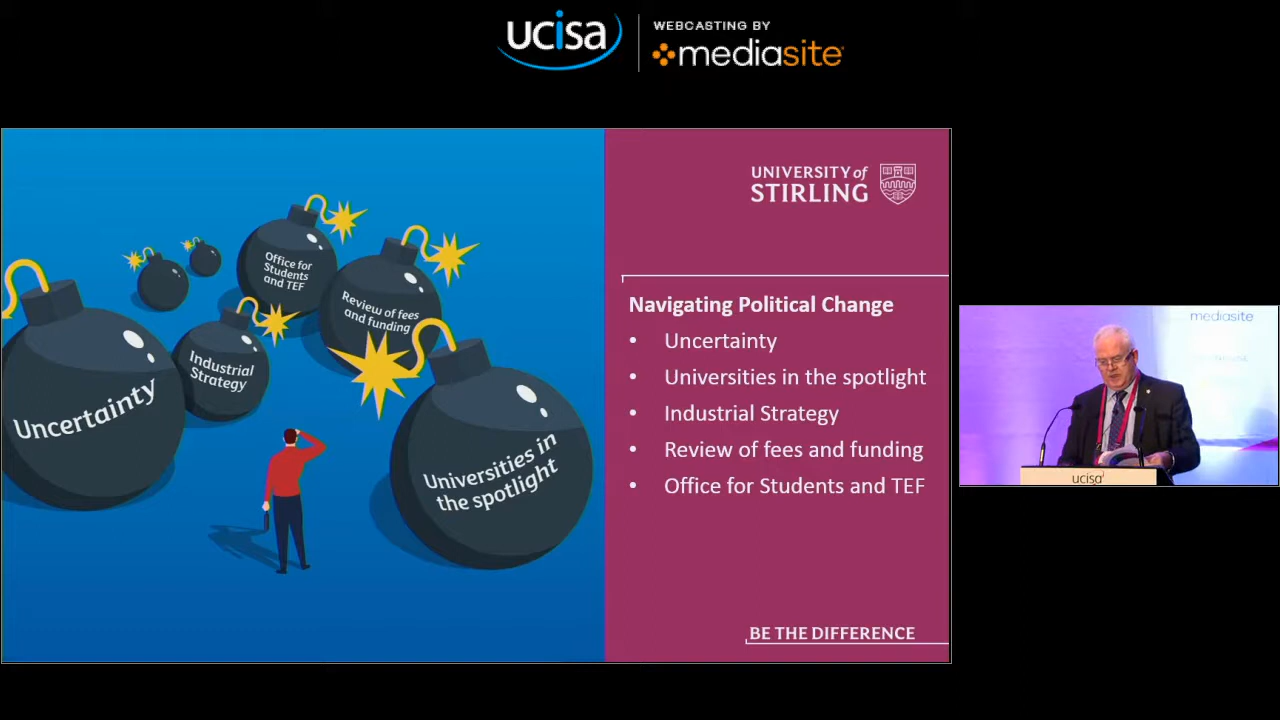 ucisa
WEBCASTING BY
mediasite
UNIVERSITY of
STIRLING
Office for
Students
and TEF
Review of fees
and funding
Industrial
Strategy
Uncertainty
Universities in
the spotlight
Navigating Political Change
• Uncertainty
• Universities in the spotlight
• Industrial Strategy
• Review of fees and funding
• Office for Students and TEF
BE THE DIFFERENCE
mediasite
ucisa